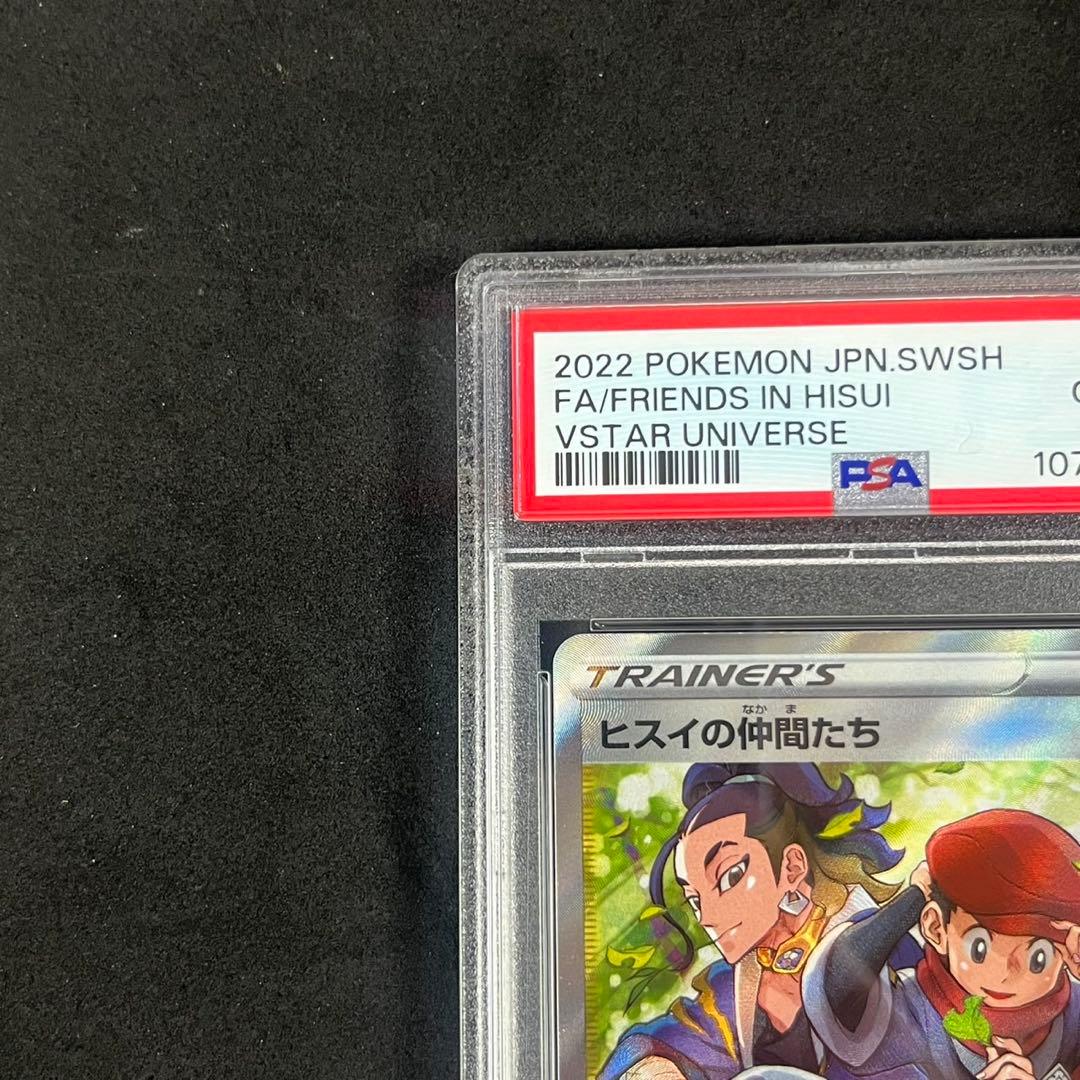 2022 POKEMON JPN.SWSH
FA/FRIENDS IN HISUI
VSTAR UNIVERSE
PSA
107
TRAINER'S
なかま
ヒスイの仲間たち